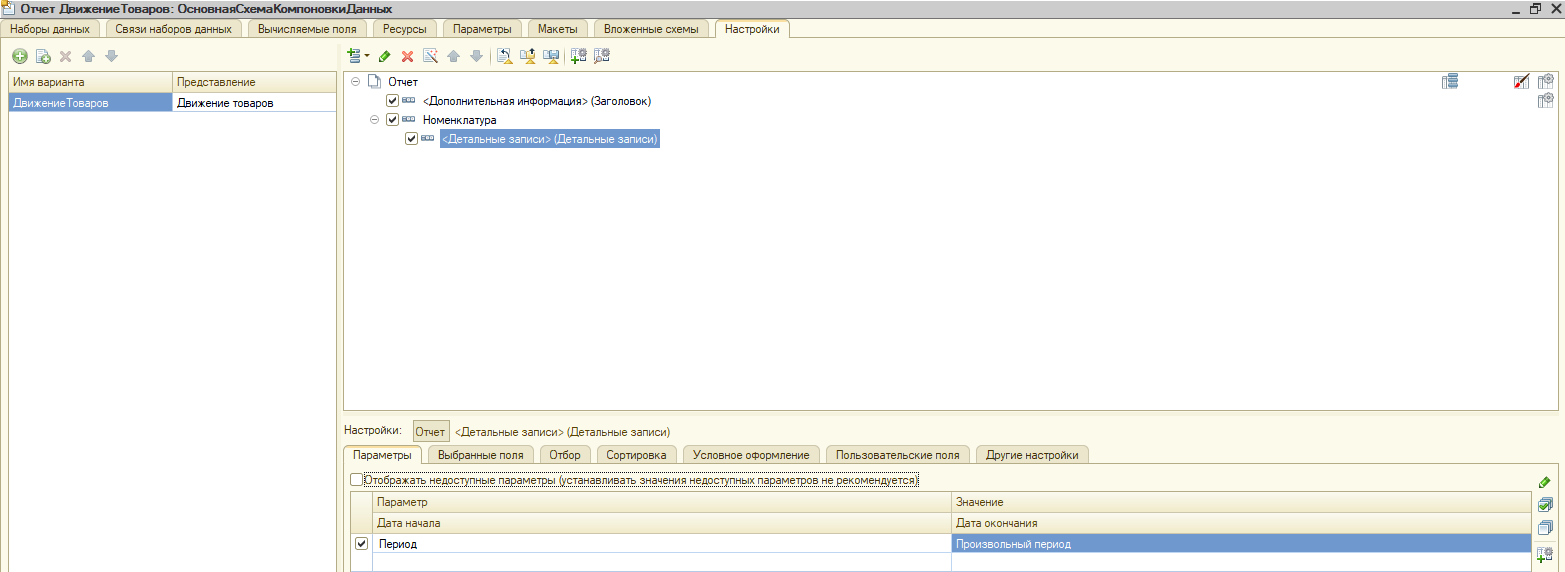 Отчет ДвижениеТоваров: ОсновнаяСхемаКомпоновкиДанных
Наборы данных Связи наборов данных Вычисляемые поля Ресурсы Параметры Макеты Вложенные схемы Настройки
Имя варианта Представление
ДвижениеТоваров Движение товаров
Отчет
<Дополнительная информация> (Заголовок)
Номенклатура
<Детальные записи> (Детальные записи)
Настройки: Отчет <Детальные записи> (Детальные записи)
Параметры Выбранные поля Отбор Сортировка Условное оформление Пользовательские поля Другие настройки
Отображать недоступные параметры (устанавливать значения недоступных параметров не рекомендуется)
Параметр Значение
Дата начала Дата окончания
Период Произвольный период